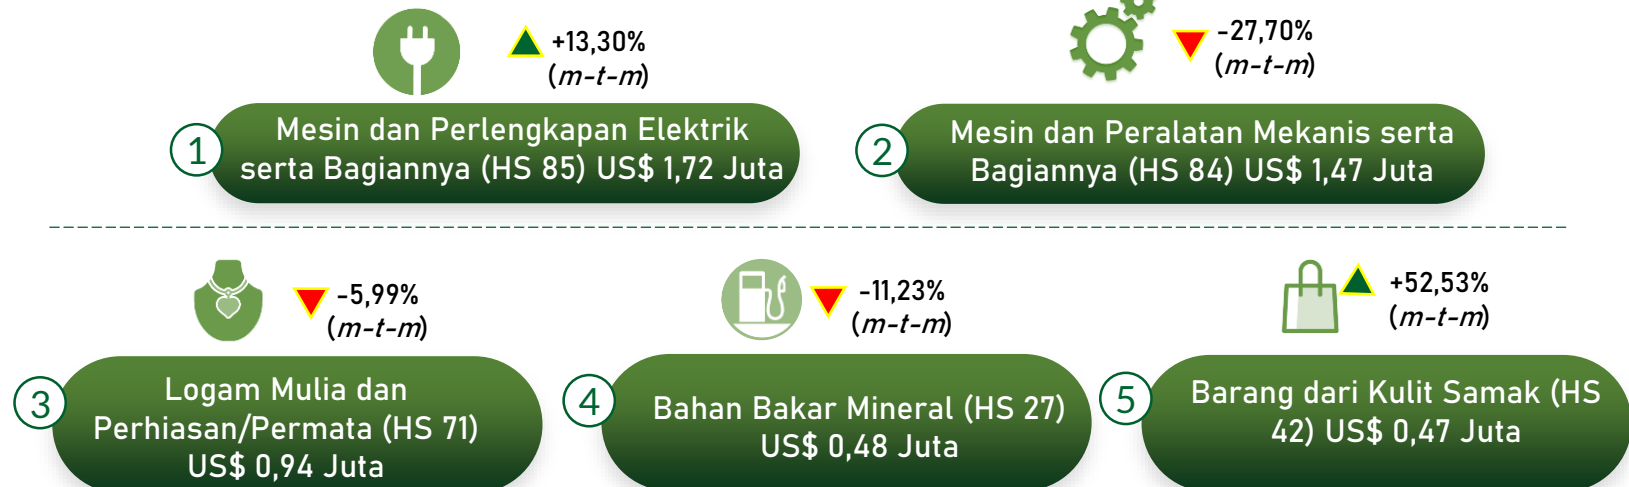 +13,30%
(m-t-m)
1
Mesin dan Perlengkapan Elektrik
serta Bagiannya (HS 85) US$ 1,72 Juta
-27,70%
(m-t-m)
2
Mesin dan Peralatan Mekanis serta
Bagiannya (HS 84) US$ 1,47 Juta
-5,99%
(m-t-m)
3
Logam Mulia dan
Perhiasan/Permata (HS 71)
US$ 0,94 Juta
-11,23%
(m-t-m)
4
Bahan Bakar Mineral (HS 27)
US$ 0,48 Juta
+52,53%
(m-t-m)
5
Barang dari Kulit Samak (HS
42) US$ 0,47 Juta